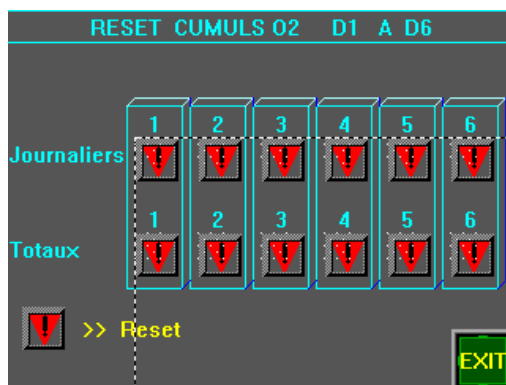 RESET CUMULS O2 D1 A D6
1 2 3 4 5 6
Journaliers
1 2 3 4 5 6
Totaux
>> Reset
EXIT